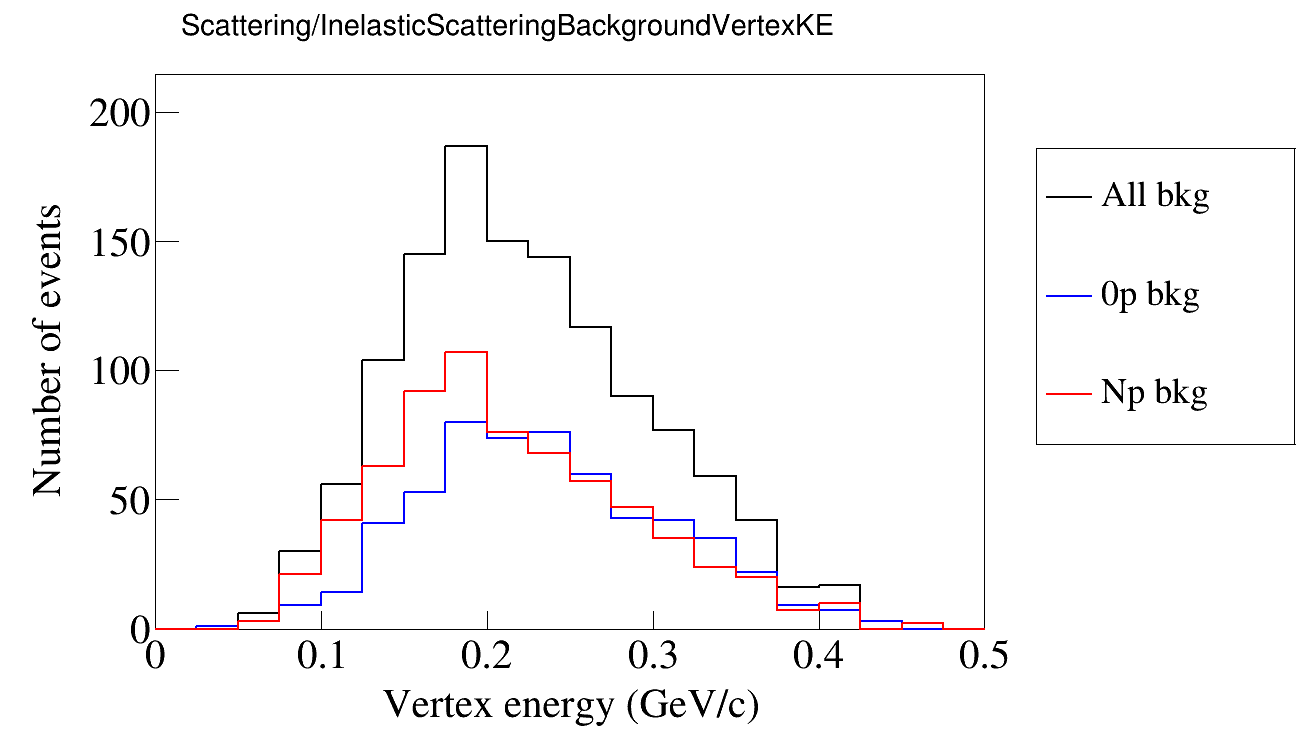 Scattering/InelasticScatteringBackgroundVertexKE
Number of events
200
150
100
50
0
0 0.1 0.2 0.3 0.4 0.5
Vertex energy (GeV/c)
All bkg
0p bkg
Np bkg